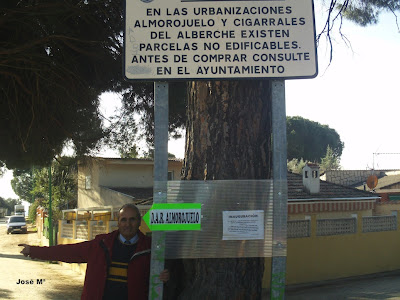 EN LAS URBANIZACIONES
ALMOROJUELO Y CIGARRALES
DEL ALBERCHE EXISTEN
PARCELAS NO EDIFICABLES.
ANTES DE COMPRAR CONSULTE
EN EL AYUNTAMIENTO
ALMOROJUELO
José Mª